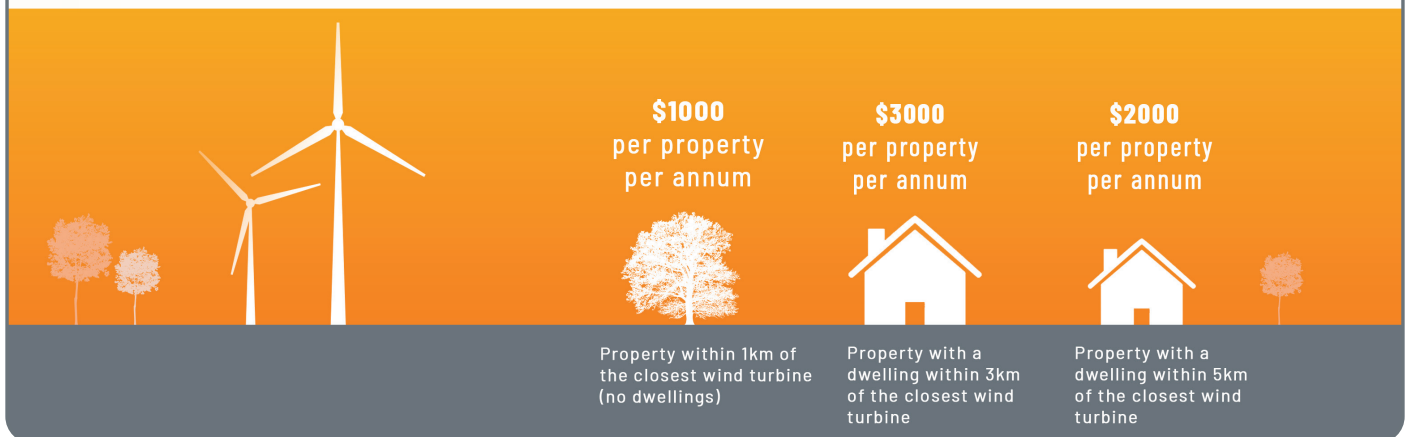 $1000
per property
per annum
$3000
per property
per annum
$2000
per property
per annum
Property within 1km of
the closest wind turbine
(no dwellings)
Property with a
dwelling within 3km
of the closest wind
turbine
Property with a
dwelling within 5km
of the closest wind
turbine